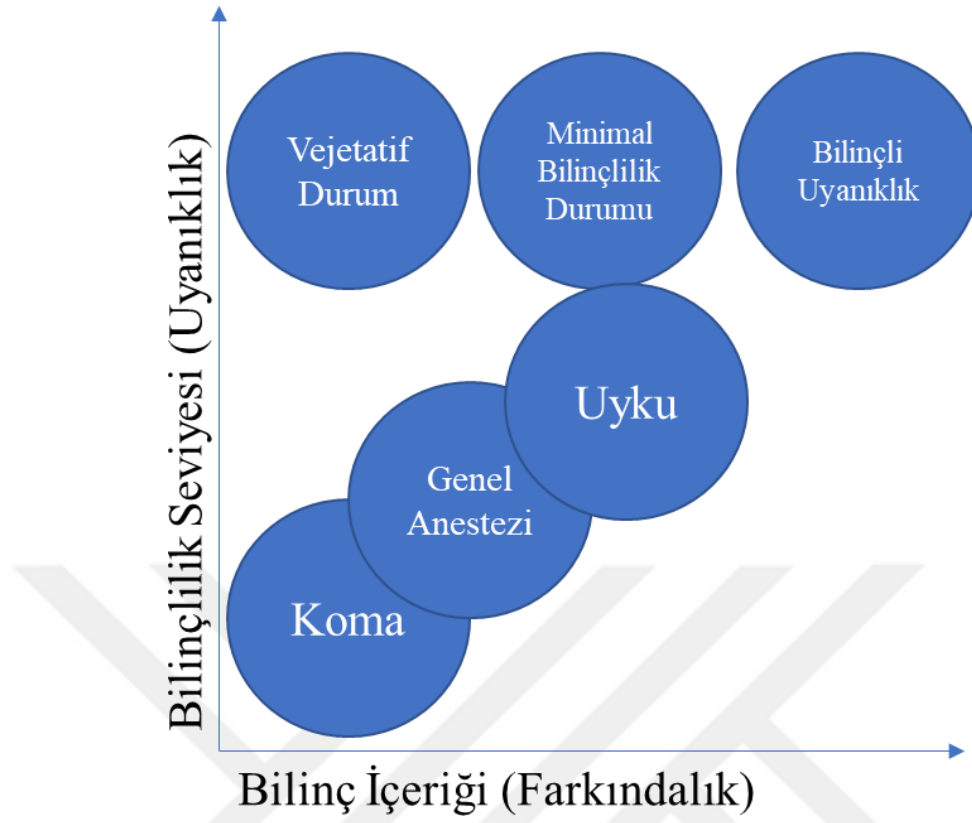 Vejetatif
Durum
Minimal
Bilinçlilik
Durumu
Bilinçli
Uyanıklık
Uyku
Genel
Anestezi
Koma
Bilinçlilik Seviyesi (Uyanıklık)
Bilinç İçeriği (Farkındalık)